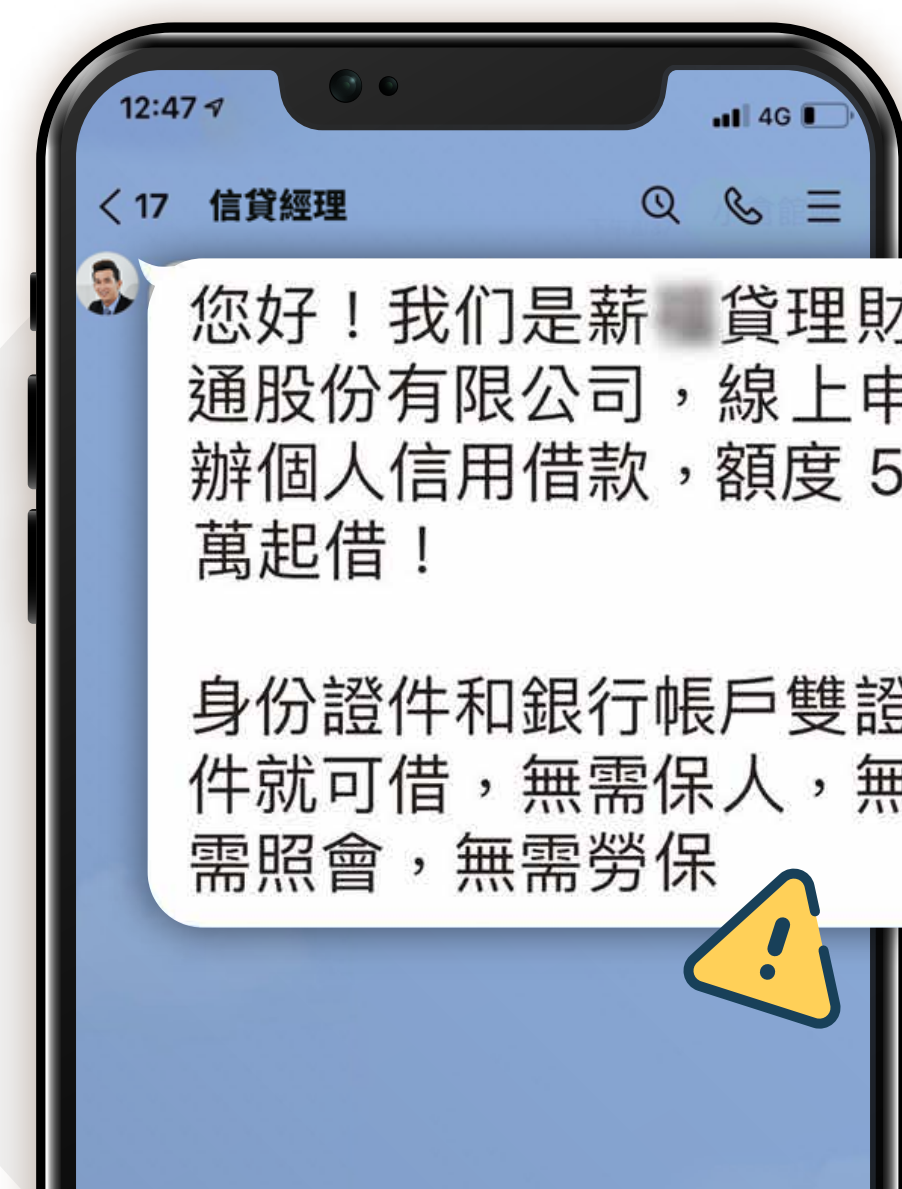 12:47
4G
17 信貸經理
您好！我们是薪 貸理財
通股份有限公司，線上申
辦個人信用借款，額度 5
萬起借！
身份證件和銀行帳戶雙證
件就可借，無需保人，無
需照會，無需勞保